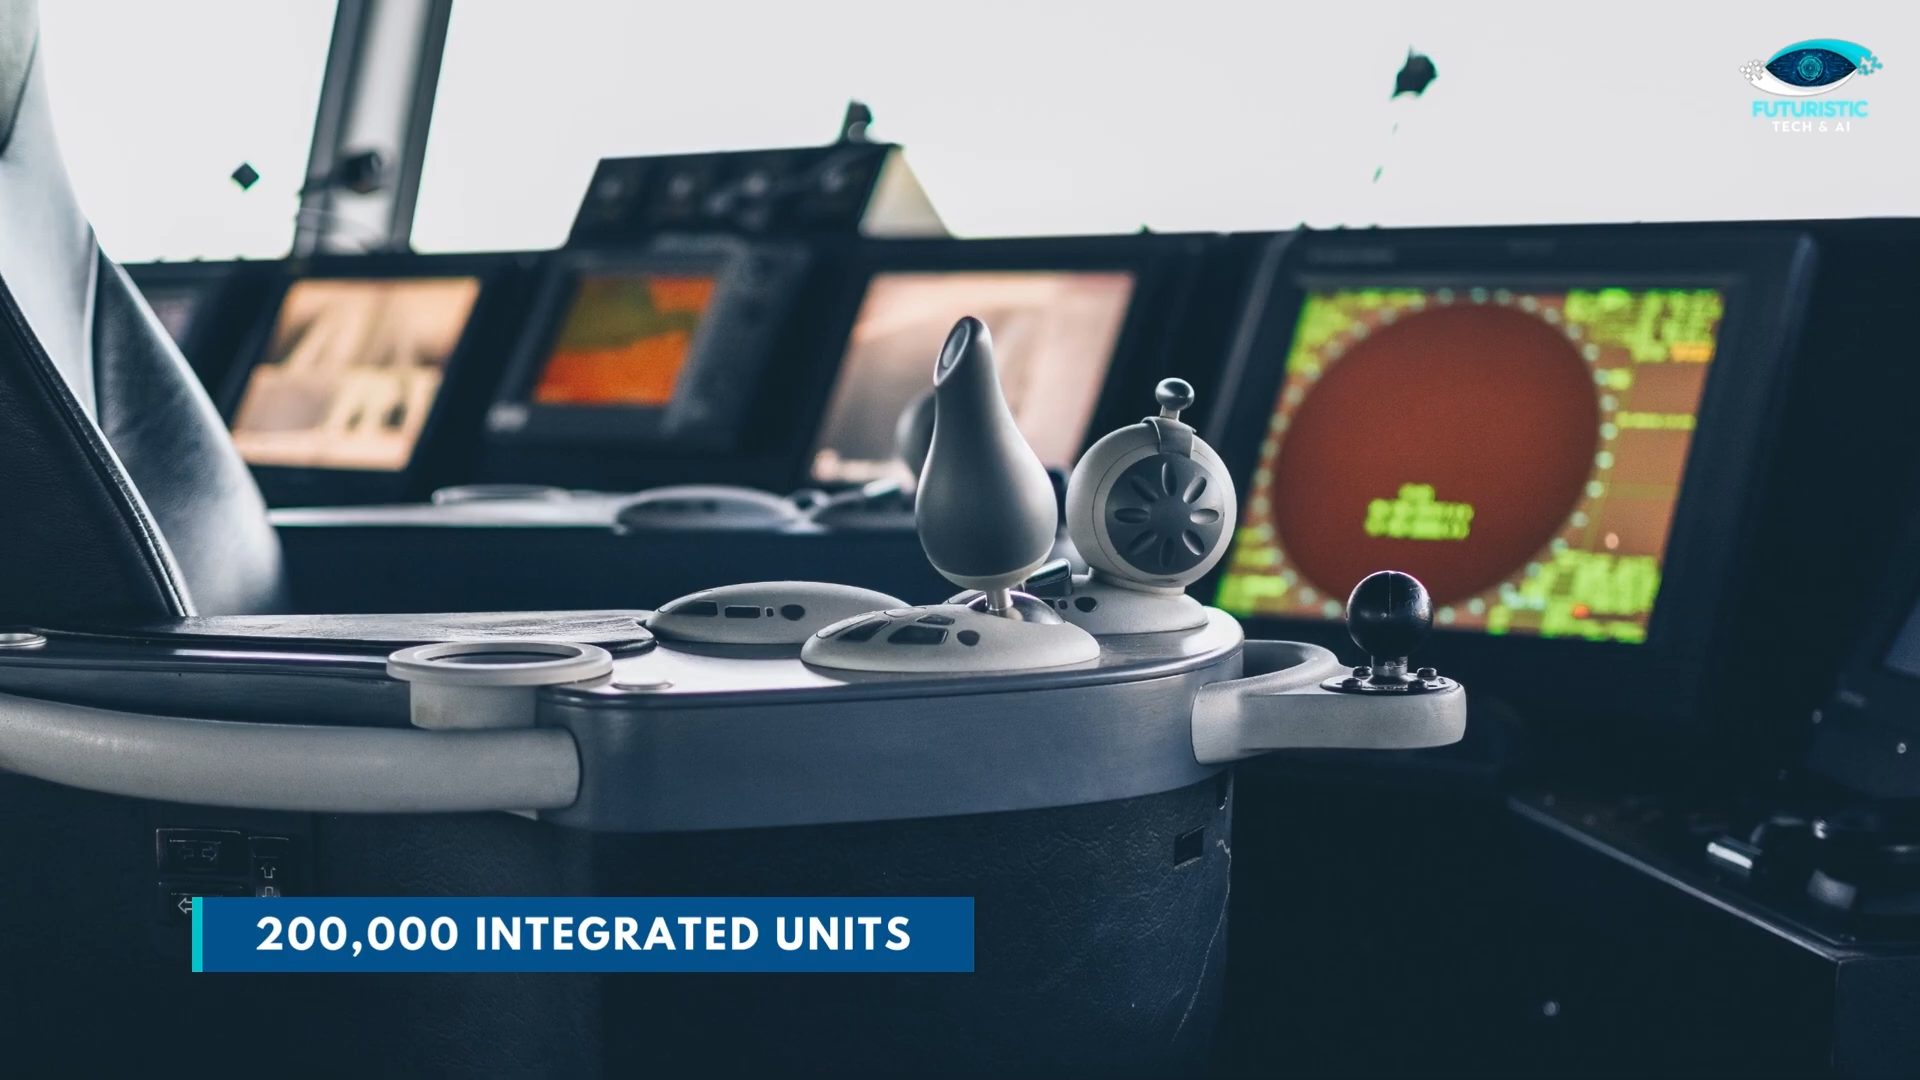 FUTURISTIC
TECH & AI
200,000 INTEGRATED UNITS